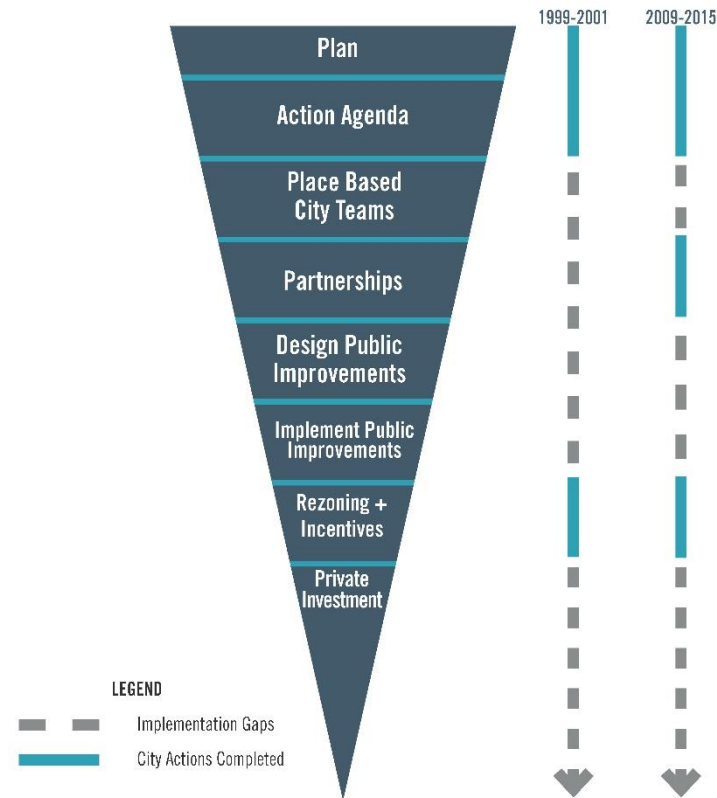 1999-2001
2009-2015
Plan
Action Agenda
Place Based
City Teams
Partnerships
Design Public
Improvements
Implement Public
Improvements
Rezoning +
Incentives
Private
Investment
LEGEND
Implementation Gaps
City Actions Completed